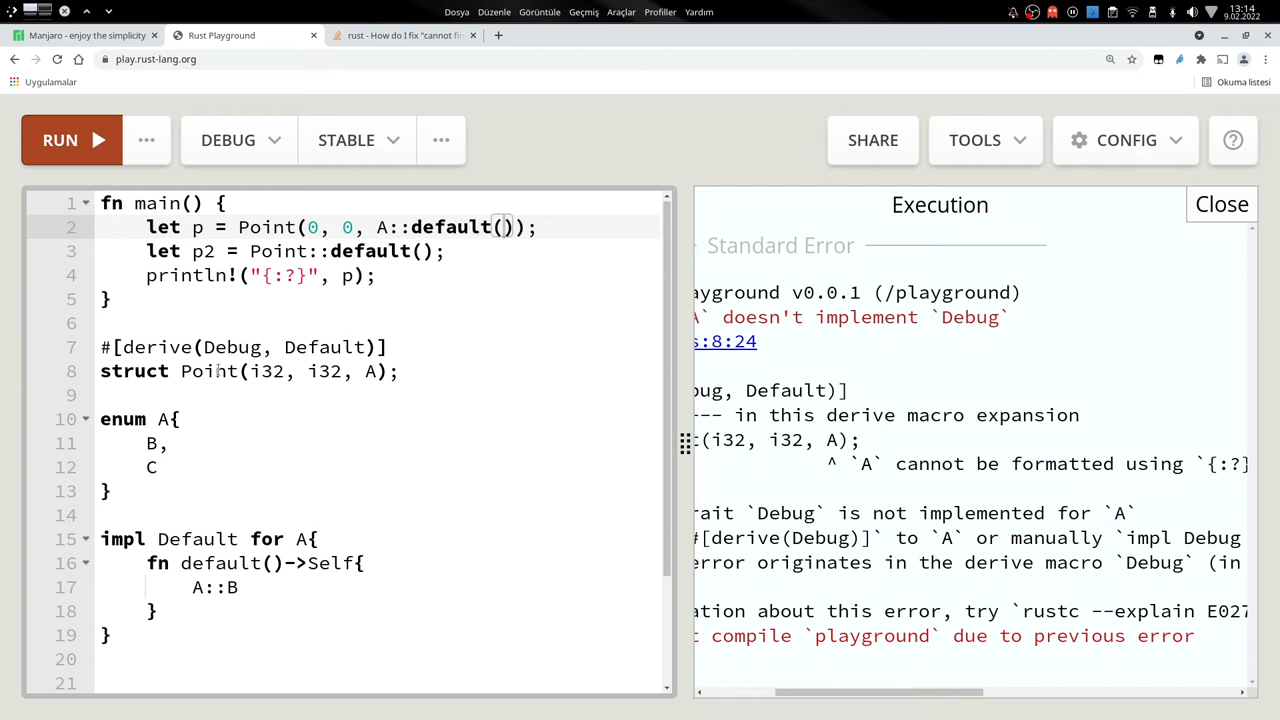 Dosya Düzenle Görüntüle Geçmiş Araçlar Profiller Yardım
13:14
9.02.2022
Manjaro - enjoy the simplicity
Rust Playground
rust - How do I fix "cannot fin
play.rust-lang.org
Uygulamalar
Okuma listesi
RUN
DEBUG
STABLE
SHARE
TOOLS
CONFIG
1 fn main() {
2 let p = Point(0, 0, A::default());
3 let p2 = Point::default();
4 println!("{:?}", p);
5 }
6
7 #[derive(Debug, Default)]
8 struct Point(i32, i32, A);
9
10 enum A{
11 B,
12 C
13 }
14
15 impl Default for A{
16 fn default()->Self{
17 A::B
18 }
19 }
20
21
Execution
Close
Standard Error
ayground v0.0.1 (/playground)
A` doesn't implement `Debug`
s:8:24
bug, Default)]
--- in this derive macro expansion
t(i32, i32, A);
^ `A` cannot be formatted using `{:?}
rait `Debug` is not implemented for `A`
#[derive(Debug)]` to `A` or manually `impl Debug
error originates in the derive macro `Debug` (in
ation about this error, try `rustc --explain E027
t compile `playground` due to previous error